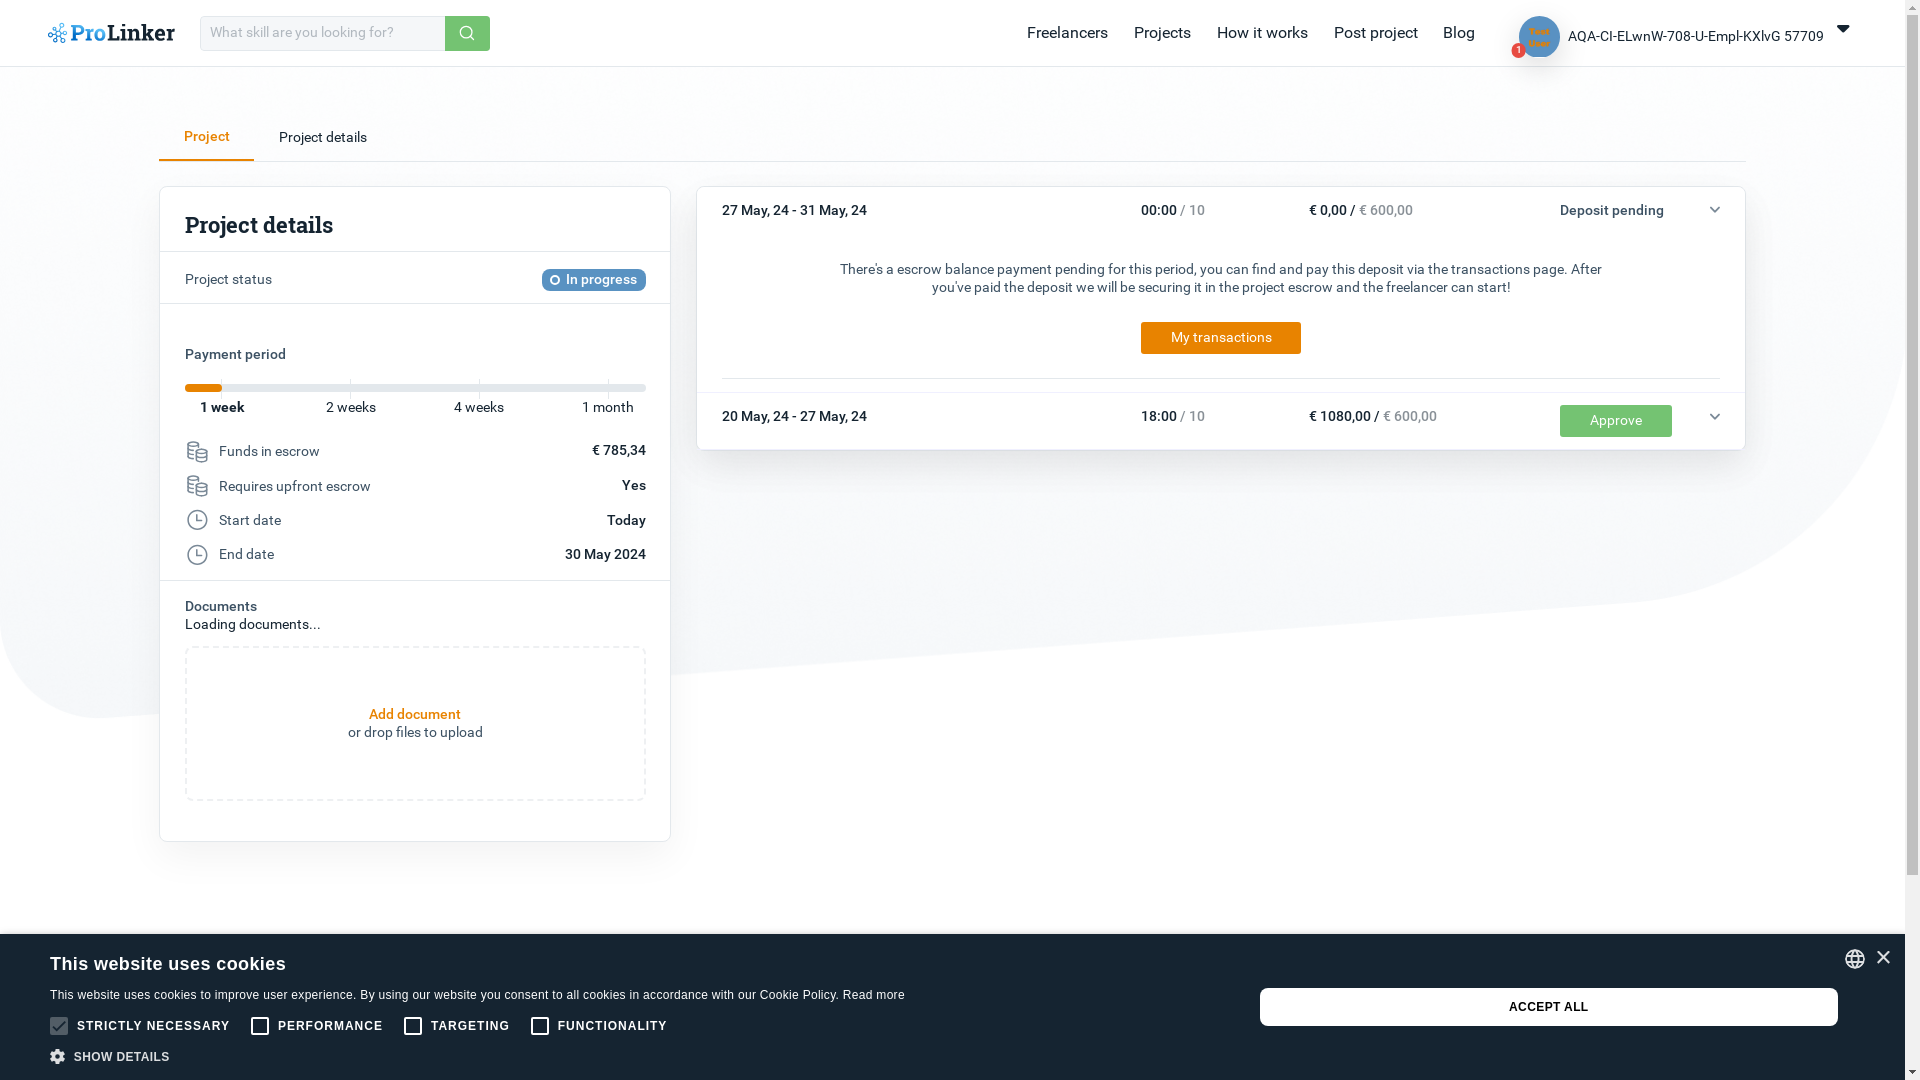 ProLinker
What skill are you looking for?
Freelancers
Projects
How it works
Post project
Blog
Test
User
1
AQA-CI-ELwnW-708-U-Empl-KXlvG 57709
Project
Project details
Project details
Project status
In progress
Payment period
1 week
2 weeks
4 weeks
1 month
Funds in escrow
€ 785,34
Requires upfront escrow
Yes
Start date
Today
End date
30 May 2024
Documents
Loading documents...
Add document
or drop files to upload
27 May, 24 - 31 May, 24
00:00 / 10
€ 0,00 / € 600,00
Deposit pending
There's a escrow balance payment pending for this period, you can find and pay this deposit via the transactions page. After
you've paid the deposit we will be securing it in the project escrow and the freelancer can start!
My transactions
20 May, 24 - 27 May, 24
18:00 / 10
€ 1080,00 / € 600,00
Approve
This website uses cookies
This website uses cookies to improve user experience. By using our website you consent to all cookies in accordance with our Cookie Policy. Read more
STRICTLY NECESSARY
PERFORMANCE
TARGETING
FUNCTIONALITY
SHOW DETAILS
ACCEPT ALL